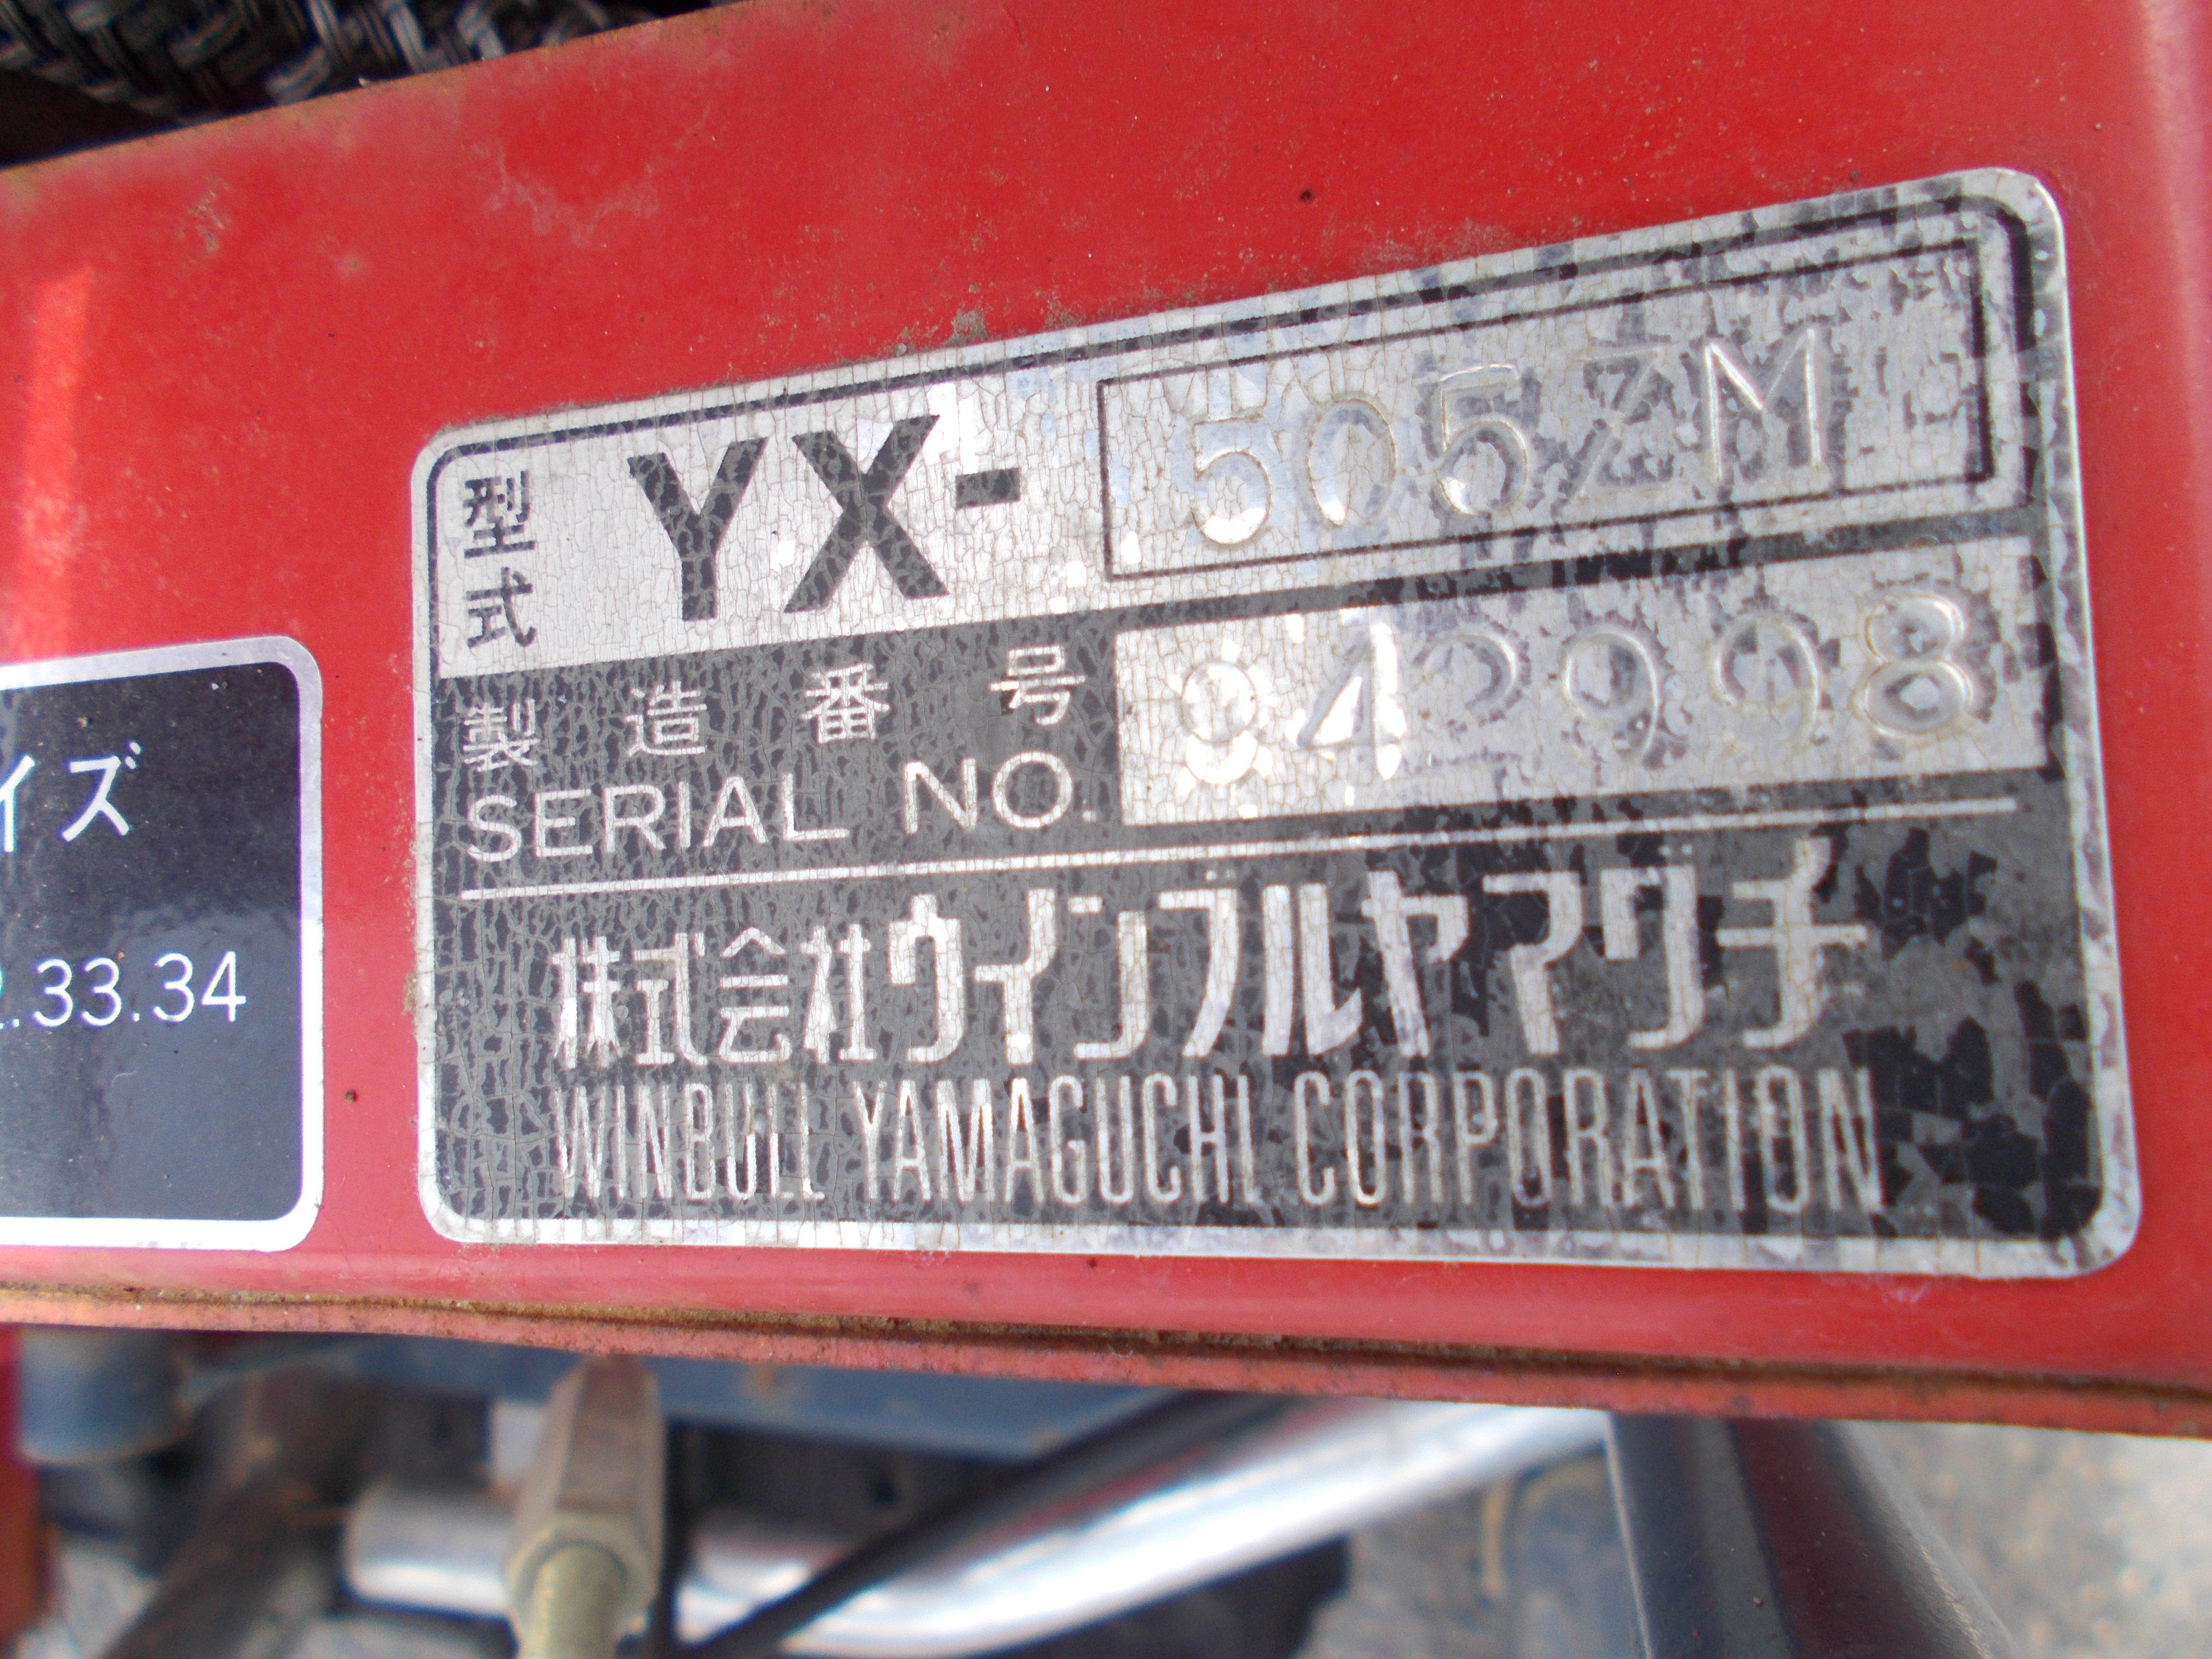 型式 YX- 505ZM
製造番号 942998
SERIAL NO.
株式会社ウインブルヤマグチ
WINBULL YAMAGUCHI CORPORATION
イズ
.33.34